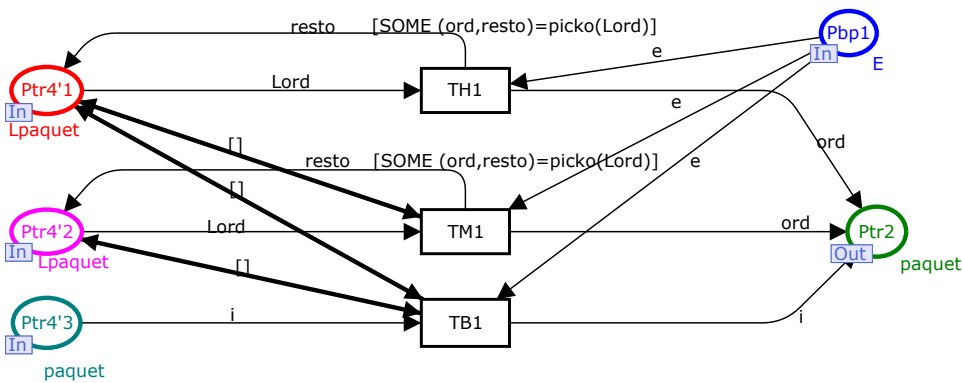 resto [SOME (ord,resto)=picko(Lord)]
Pbp1
In
E
e
Ptr4'1
In
Lpaquet
Lord
TH1
e
[]
ord
resto [SOME (ord,resto)=picko(Lord)]
e
[]
Ptr4'2
In
Lpaquet
Lord
TM1
ord
Ptr2
Out
paquet
[]
Ptr4'3
In
paquet
i
TB1
i